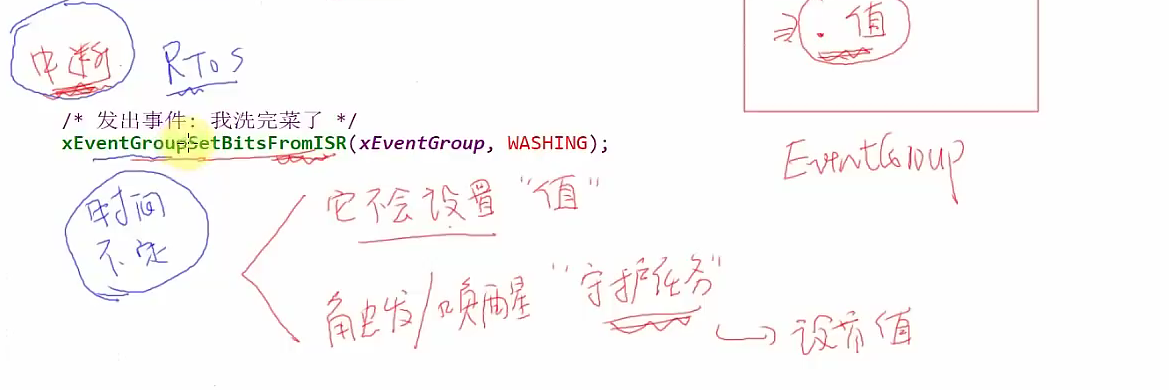 中断 RTOS
. 值
/* 发出事件: 我洗完菜了 */
xEventGroupSetBitsFromISR(xEventGroup, WASHING);
EventGroup
时间
不定
它不会设置“值”
触发/唤醒“守护任务”
设置值